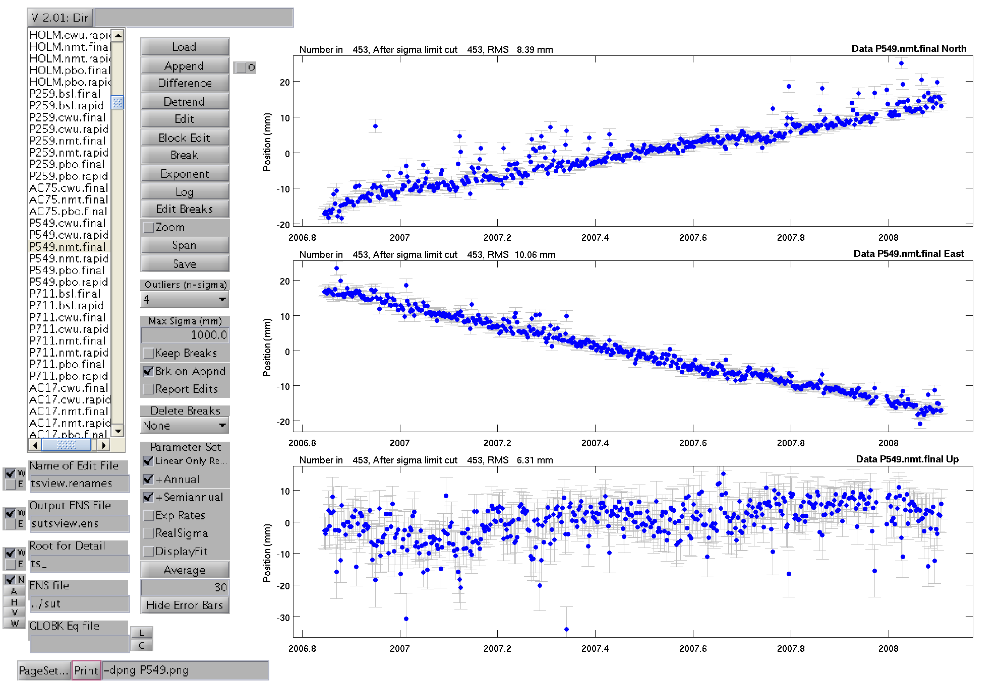 V 2.01: Dir
HOLM.cwu.rapi
HOLM.nmt.final
HOLM.nmt.rapi
HOLM.pbo.final
HOLM.pbo.rapi
P259.bsl.final
P259.bsl.rapid
P259.cwu.final
P259.cwu.rapid
P259.nmt.final
P259.nmt.rapid
P259.pbo.final
P259.pbo.rapid
AC75.cwu.final
AC75.nmt.final
AC75.pbo.final
P549.cwu.final
P549.cwu.rapid
P549.nmt.final
P549.nmt.rapid
P549.pbo.final
P549.pbo.rapid
P711.bsl.final
P711.bsl.rapid
P711.cwu.final
P711.cwu.rapid
P711.nmt.final
P711.nmt.rapid
P711.pbo.final
P711.pbo.rapid
AC17.cwu.final
AC17.cwu.rapid
AC17.nmt.final
AC17.nmt.rapid
AC17.pbo.final
Name of Edit File
W
E
tsview.renames
Output ENS File
W
E
sutsview.ens
Root for Detail
W
E
ts_
N
A
H
V
W
ENS file
../sut
GLOBK Eq file
L
C
PageSet...
Print
-dpng P549.png
Load
Append
O
Difference
Detrend
Edit
Block Edit
Break
Exponent
Log
Edit Breaks
Zoom
Span
Save
Outliers (n-sigma)
4
Max Sigma (mm)
1000.0
Keep Breaks
Brk on Appnd
Report Edits
Delete Breaks
None
Parameter Set
Linear Only Re...
+Annual
+Semiannual
Exp Rates
RealSigma
DisplayFit
Average
30
Hide Error Bars
Number in 453, After sigma limit cut 453, RMS 8.39 mm
Data P549.nmt.final North
Position (mm)
20
10
0
-10
-20
2006.8 2007 2007.2 2007.4 2007.6 2007.8 2008
Number in 453, After sigma limit cut 453, RMS 10.06 mm
Data P549.nmt.final East
Position (mm)
20
10
0
-10
-20
2006.8 2007 2007.2 2007.4 2007.6 2007.8 2008
Number in 453, After sigma limit cut 453, RMS 6.31 mm
Data P549.nmt.final Up
Position (mm)
10
0
-10
-20
-30
2006.8 2007 2007.2 2007.4 2007.6 2007.8 2008